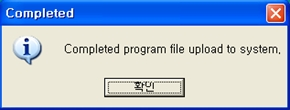 Completed
Completed program file upload to system.
확인